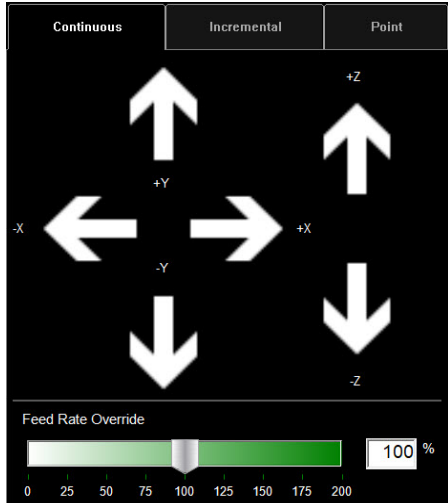 Continuous Incremental Point
+Z
+Y
-X +X
-Y
-Z
Feed Rate Override
100 %
0 25 50 75 100 125 150 175 200